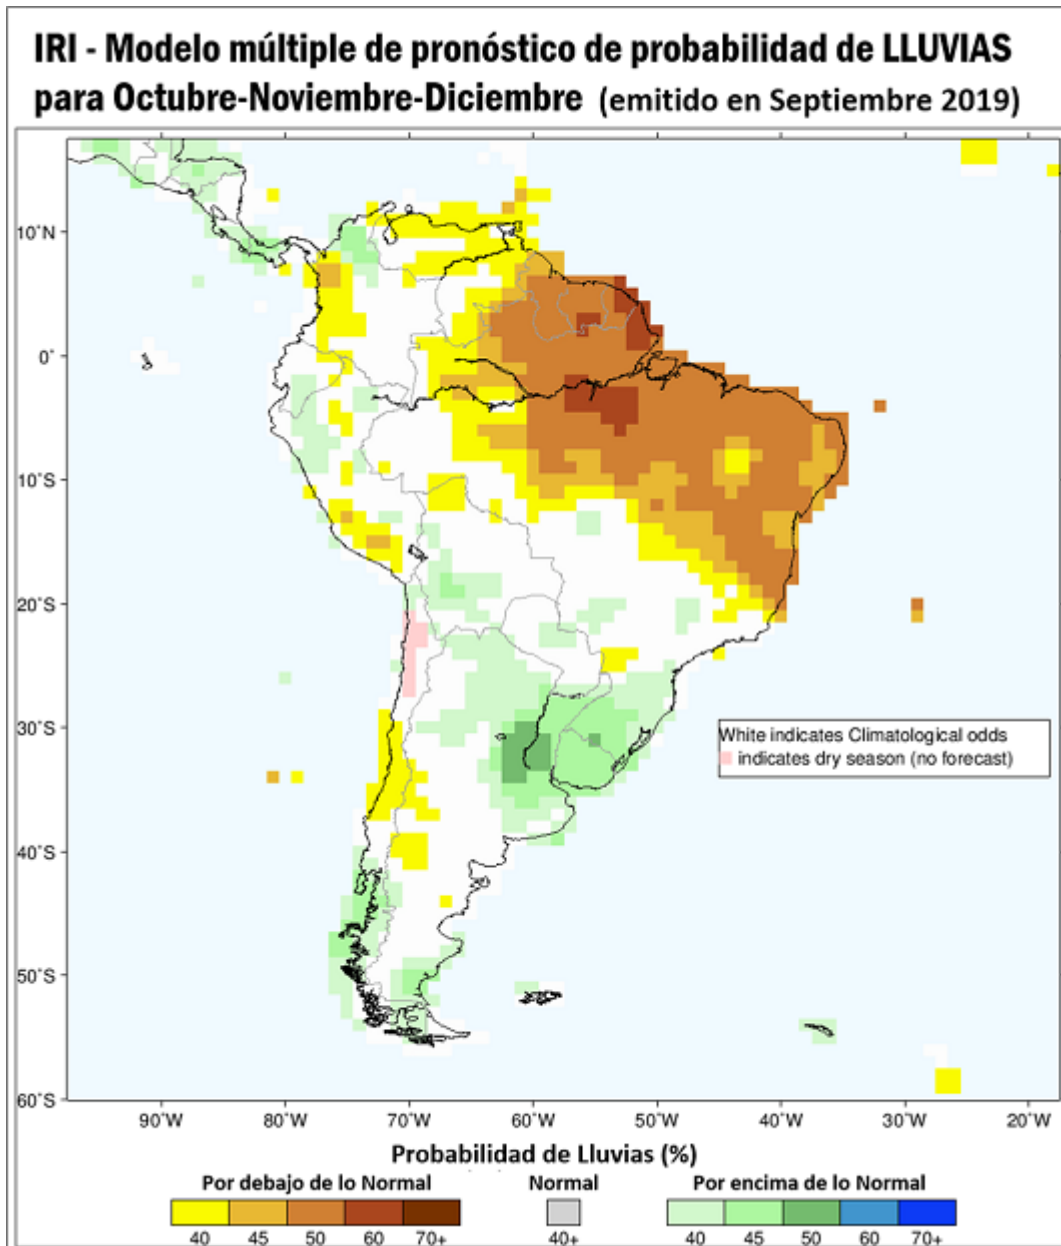 IRI - Modelo múltiple de pronóstico de probabilidad de LLUVIAS
para Octubre-Noviembre-Diciembre (emitido en Septiembre 2019)
10˚N
0˚
10˚S
20˚S
30˚S
White indicates Climatological odds
indicates dry season (no forecast)
40˚S
50˚S
60˚S
90˚W 80˚W 70˚W 60˚W 50˚W 40˚W 30˚W 20˚W
Probabilidad de Lluvias (%)
Por debajo de lo Normal Normal Por encima de lo Normal
40 45 50 60 70+ 40+ 40 45 50 60 70+